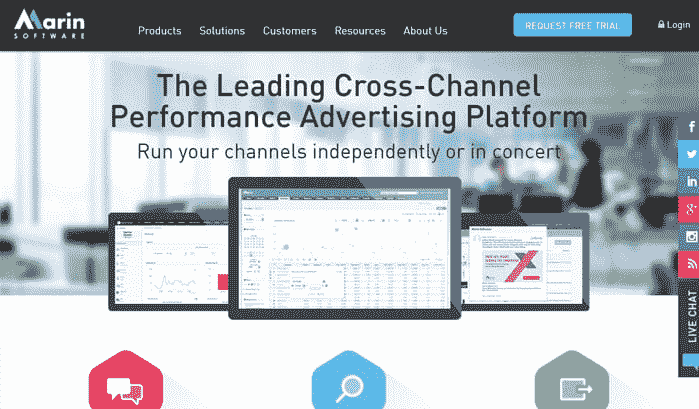 Marin
SOFTWARE
Products Solutions Customers Resources About Us
REQUEST FREE TRIAL
Login
The Leading Cross-Channel
Performance Advertising Platform
Run your channels independently or in concert
LIVE CHAT